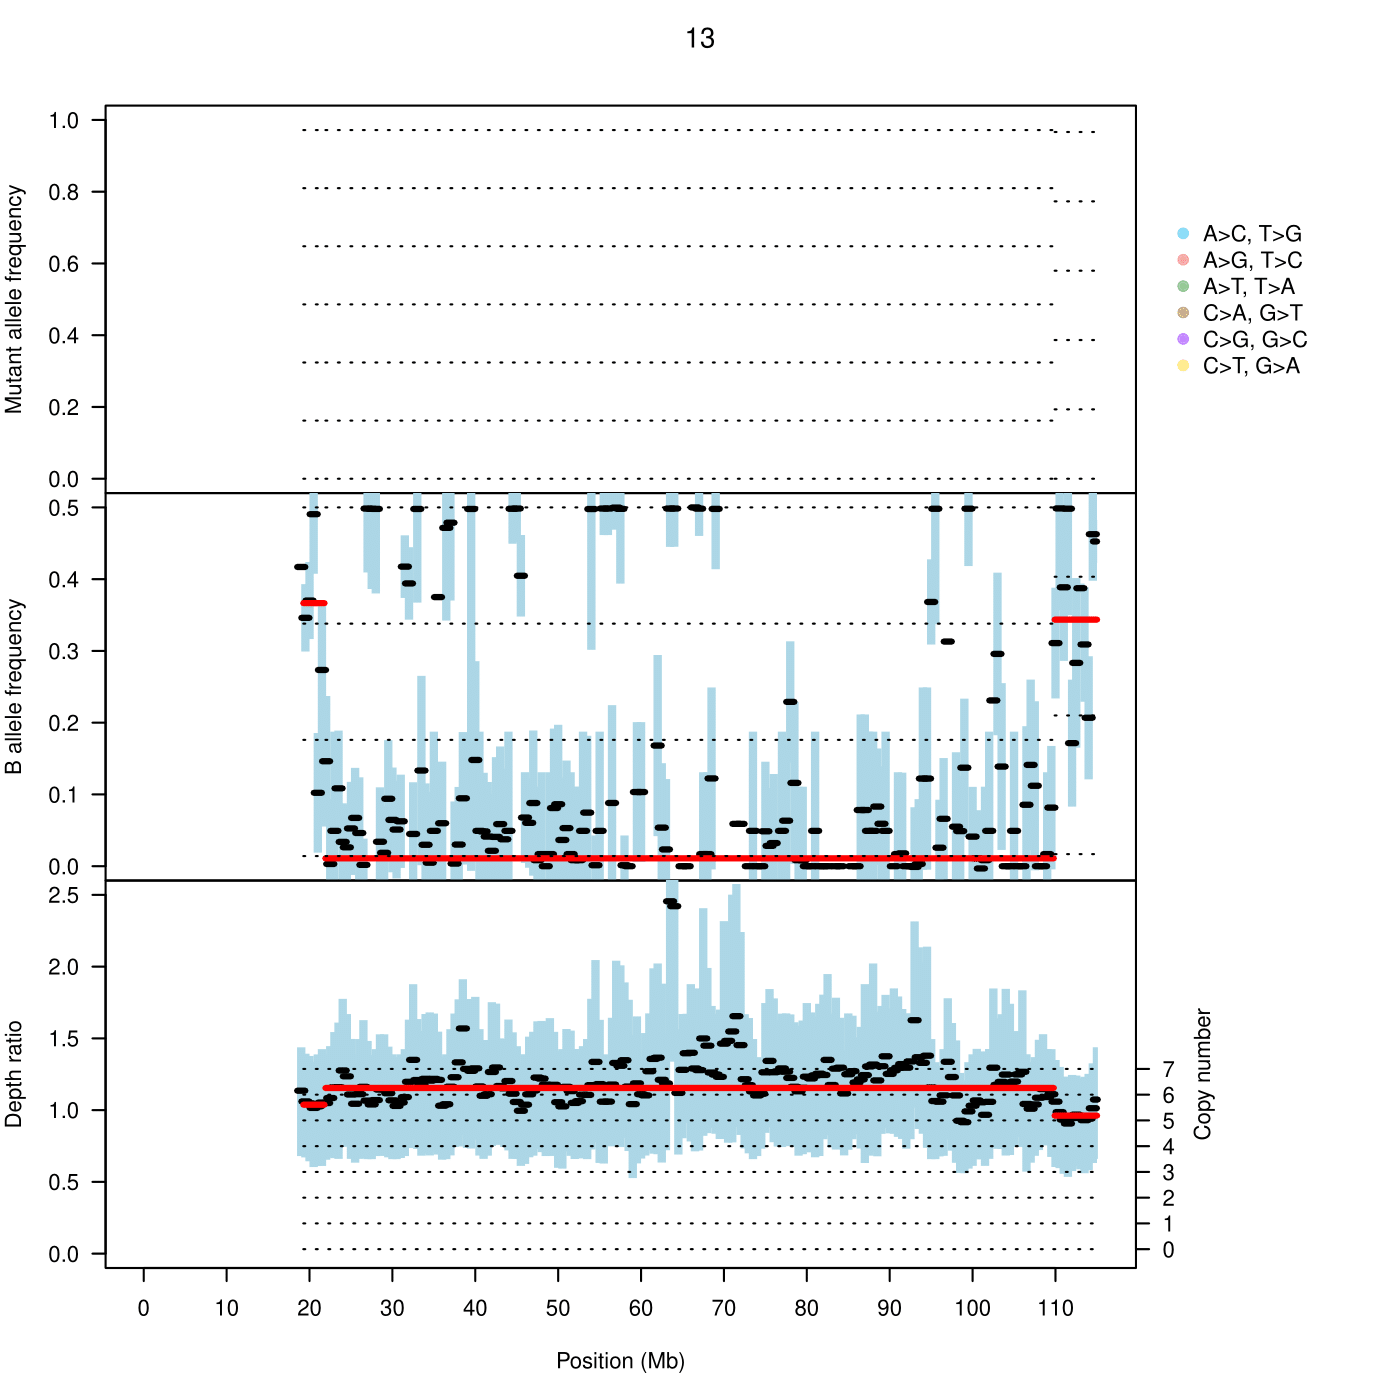 13
Mutant allele frequency
1.0
0.8
0.6
0.4
0.2
0.0
A>C, T>G
A>G, T>C
A>T, T>A
C>A, G>T
C>G, G>C
C>T, G>A
B allele frequency
0.5
0.4
0.3
0.2
0.1
0.0
Depth ratio
2.5
2.0
1.5
1.0
0.5
0.0
7
6
5
4
3
2
1
0
Copy number
0 10 20 30 40 50 60 70 80 90 100 110
Position (Mb)